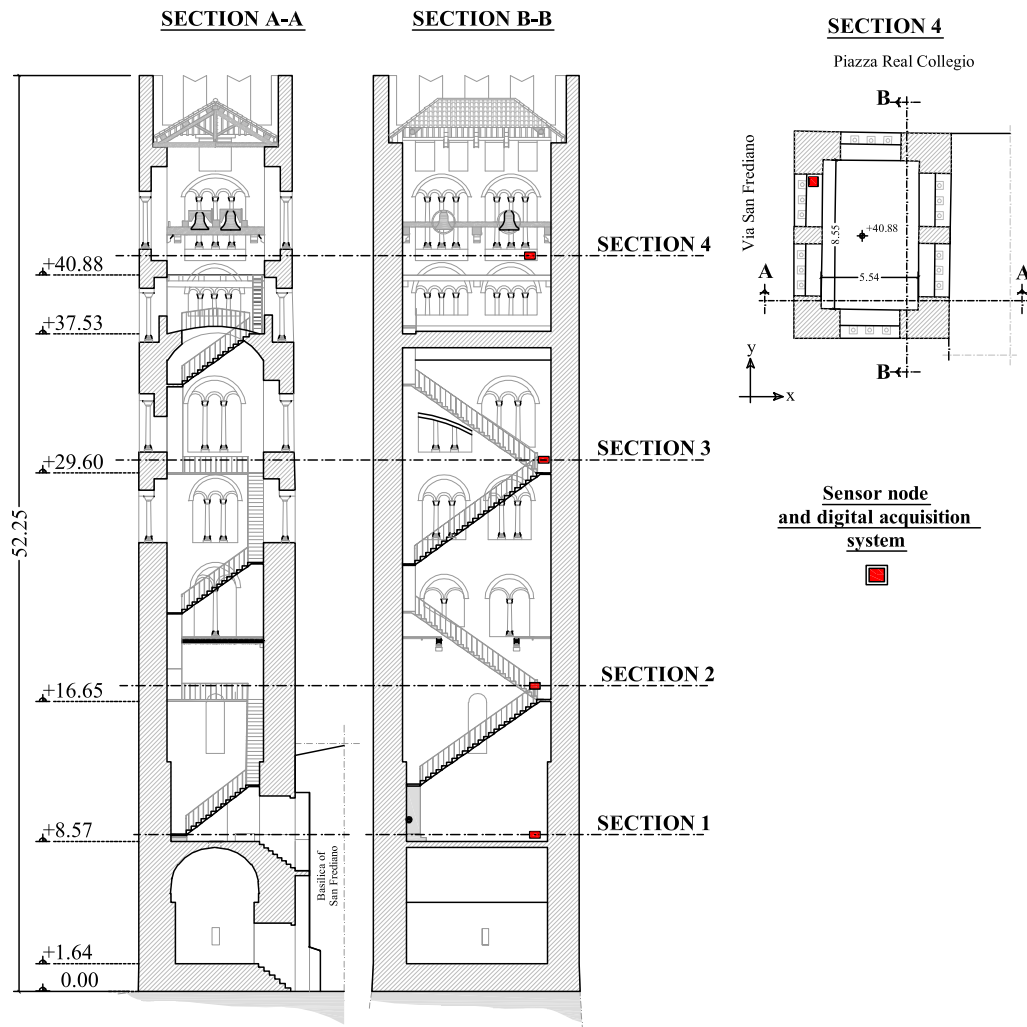 SECTION A-A
SECTION B-B
SECTION 4
Piazza Real Collegio
B
Via San Frediano
8.55
+40.88
5.54
A
A
B
y
x
SECTION 4
+40.88
+37.53
SECTION 3
+29.60
52.25
Sensor node
and digital acquisition
system
SECTION 2
+16.65
SECTION 1
+8.57
Basilica of
San Frediano
+1.64
0.00